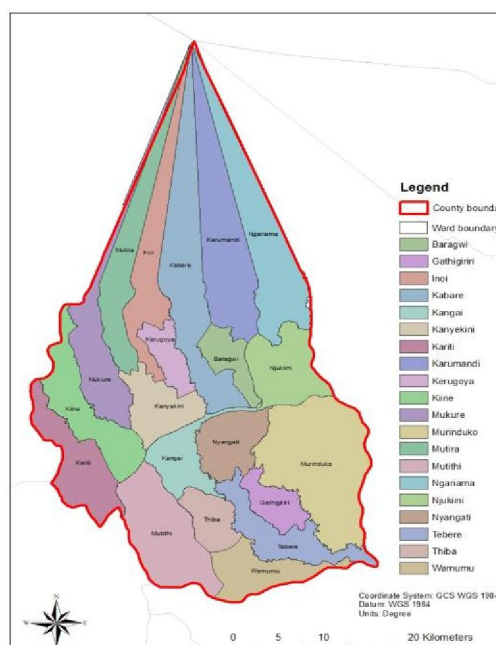 Mutira
Inoi
Kabare
Karumandi
Ngariama
Kerugoya
Baragwi
Njukiini
Mukure
Kiine
Kanyekini
Nyangati
Murinduko
Kariti
Kangai
Gathigiriri
Mutithi
Thiba
Tebere
Wamumu
Legend
County bounda
Ward boundary
Baragwi
Gathigiriri
Inoi
Kabare
Kangai
Kanyekini
Kariti
Karumandi
Kerugoya
Kiine
Mukure
Murinduko
Mutira
Mutithi
Ngariama
Njukiini
Nyangati
Tebere
Thiba
Wamumu
Coordinate System: GCS WGS 1984
Datum: WGS 1984
Units: Degree
N
W E
S
0 5 10 20 Kilometers